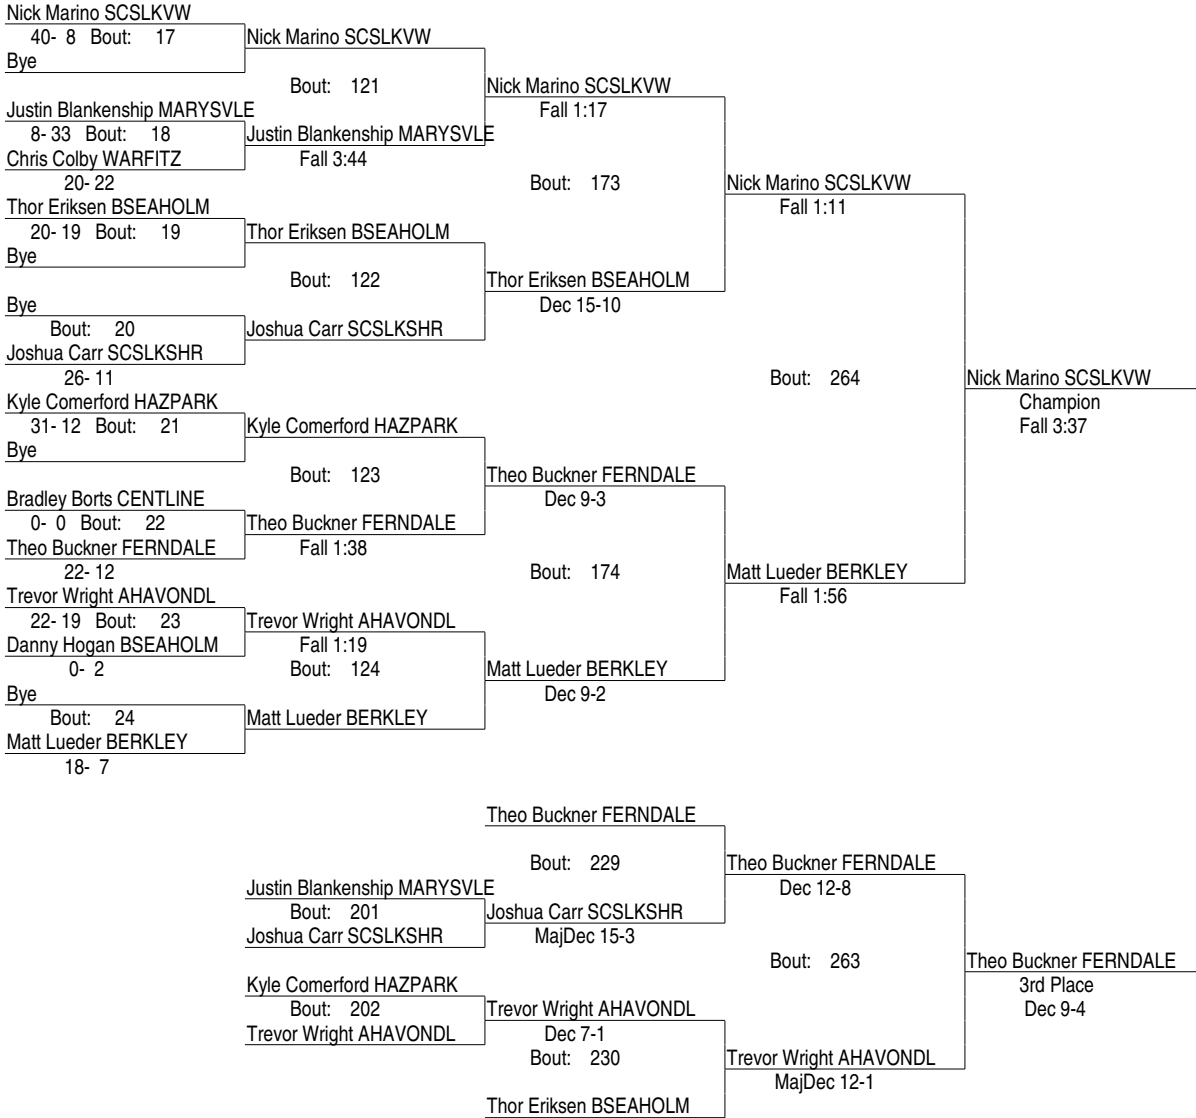 Nick Marino SCSLKVW
40- 8 Bout: 17
Nick Marino SCSLKVW
Bye
Bout: 121
Nick Marino SCSLKVW
Justin Blankenship MARYSVLE
Fall 1:17
8- 33 Bout: 18
Justin Blankenship MARYSVLE
Chris Colby WARFITZ
Fall 3:44
20- 22
Bout: 173
Nick Marino SCSLKVW
Thor Eriksen BSEAHOLM
Fall 1:11
20- 19 Bout: 19
Thor Eriksen BSEAHOLM
Bye
Bout: 122
Thor Eriksen BSEAHOLM
Bye
Dec 15-10
Bout: 20
Joshua Carr SCSLKSHR
Joshua Carr SCSLKSHR
26- 11
Bout: 264
Nick Marino SCSLKVW
Kyle Comerford HAZPARK
Champion
31- 12 Bout: 21
Kyle Comerford HAZPARK
Fall 3:37
Bye
Bout: 123
Theo Buckner FERNDALE
Bradley Borts CENTLINE
Dec 9-3
0- 0 Bout: 22
Theo Buckner FERNDALE
Theo Buckner FERNDALE
Fall 1:38
22- 12
Bout: 174
Matt Lueder BERKLEY
Trevor Wright AHAVONDL
Fall 1:56
22- 19 Bout: 23
Trevor Wright AHAVONDL
Danny Hogan BSEAHOLM
Fall 1:19
0- 2
Bout: 124
Matt Lueder BERKLEY
Bye
Dec 9-2
Bout: 24
Matt Lueder BERKLEY
Matt Lueder BERKLEY
18- 7
Theo Buckner FERNDALE
Bout: 229
Theo Buckner FERNDALE
Justin Blankenship MARYSVLE
Dec 12-8
Bout: 201
Joshua Carr SCSLKSHR
Joshua Carr SCSLKSHR
MajDec 15-3
Bout: 263
Theo Buckner FERNDALE
Kyle Comerford HAZPARK
3rd Place
Bout: 202
Trevor Wright AHAVONDL
Dec 9-4
Trevor Wright AHAVONDL
Dec 7-1
Bout: 230
Trevor Wright AHAVONDL
MajDec 12-1
Thor Eriksen BSEAHOLM